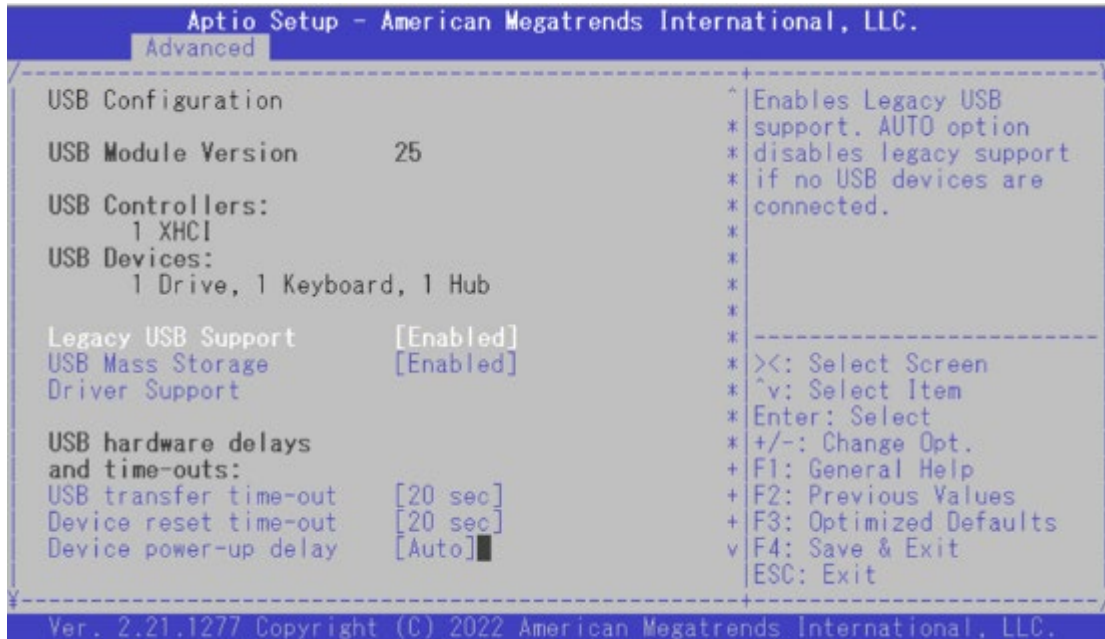 Aptio Setup - American Megatrends International, LLC.
Advanced
USB Configuration
USB Module Version 25
USB Controllers:
1 XHCI
USB Devices:
1 Drive, 1 Keyboard, 1 Hub
Legacy USB Support [Enabled]
USB Mass Storage [Enabled]
Driver Support
USB hardware delays
and time-outs:
USB transfer time-out [20 sec]
Device reset time-out [20 sec]
Device power-up delay [Auto]
Enables Legacy USB
support. AUTO option
disables legacy support
if no USB devices are
connected.
><: Select Screen
^v: Select Item
Enter: Select
+/-: Change Opt.
F1: General Help
F2: Previous Values
F3: Optimized Defaults
F4: Save & Exit
ESC: Exit
Ver. 2.21.1277 Copyright (C) 2022 American Megatrends International, LLC.